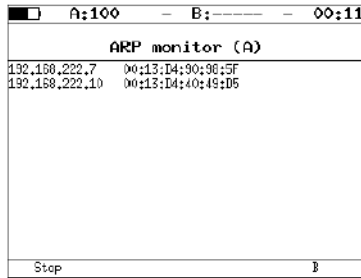 A:100 – B:----- – 00:11
ARP monitor (A)
192.168.222.7 00:13:D4:90:98:5F
192.168.222.10 00:13:D4:40:49:D5
Stop B